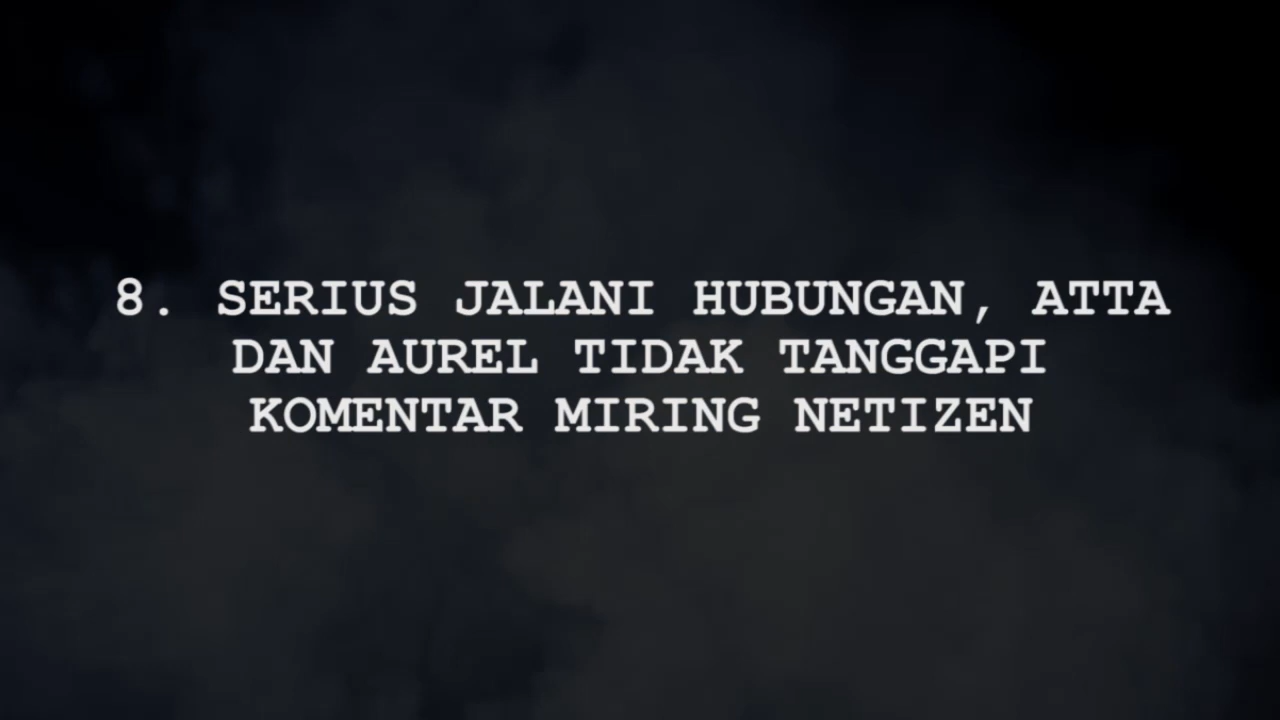 8. SERIUS JALANI HUBUNGAN, ATTA
DAN AUREL TIDAK TANGGAPI
KOMENTAR MIRING NETIZEN